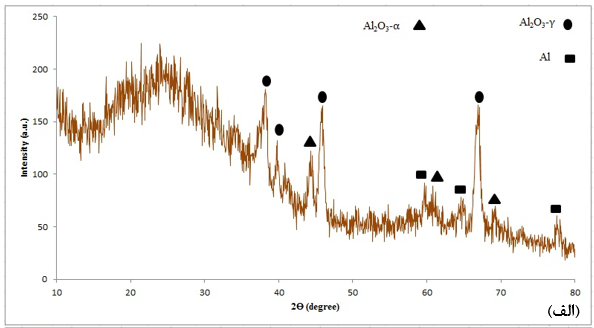 Al₂O₃-α
Al₂O₃-γ
Al
250
200
150
100
50
0
Intensity (a.u.)
10 20 30 40 50 60 70 80
2Ɵ (degree)
(الف)